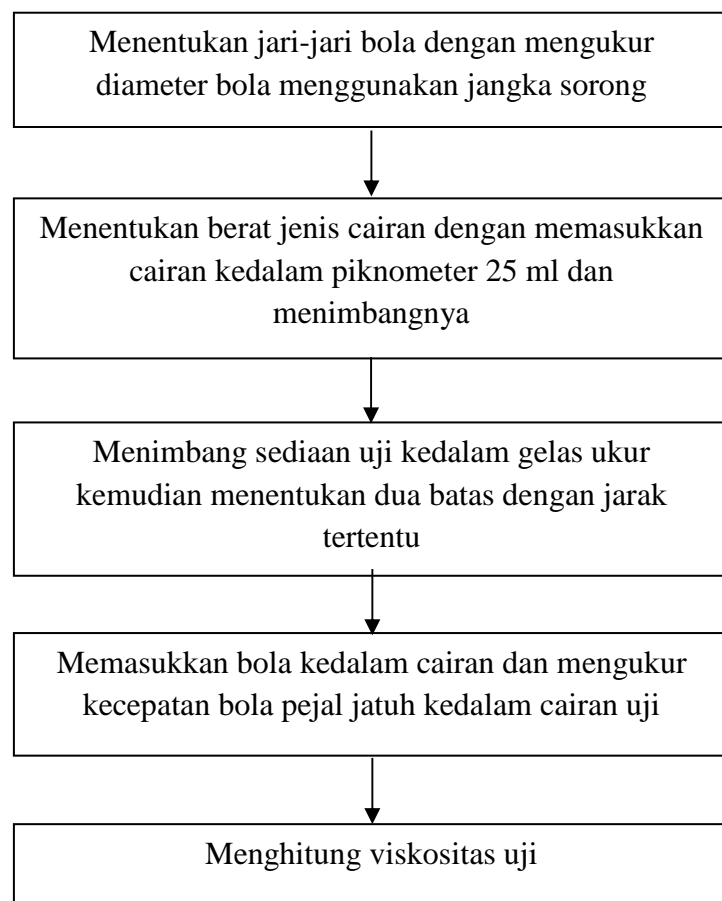 Menentukan jari-jari bola dengan mengukur
diameter bola menggunakan jangka sorong
Menentukan berat jenis cairan dengan memasukkan
cairan kedalam piknometer 25 ml dan
menimbangnya
Menimbang sediaan uji kedalam gelas ukur
kemudian menentukan dua batas dengan jarak
tertentu
Memasukkan bola kedalam cairan dan mengukur
kecepatan bola pejal jatuh kedalam cairan uji
Menghitung viskositas uji